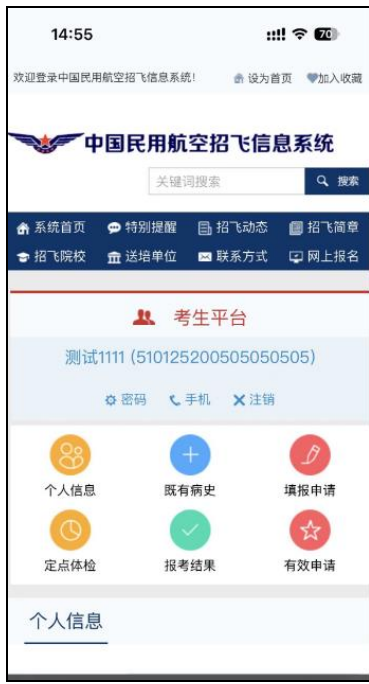 14:55
70
欢迎登录中国民用航空招飞信息系统!
设为首页
加入收藏
中国民用航空招飞信息系统
关键词搜索
搜索
系统首页
特别提醒
招飞动态
招飞简章
招飞院校
送培单位
联系方式
网上报名
考生平台
测试1111 (510125200505050505)
密码
手机
注销
个人信息
既有病史
填报申请
定点体检
报考结果
有效申请
个人信息